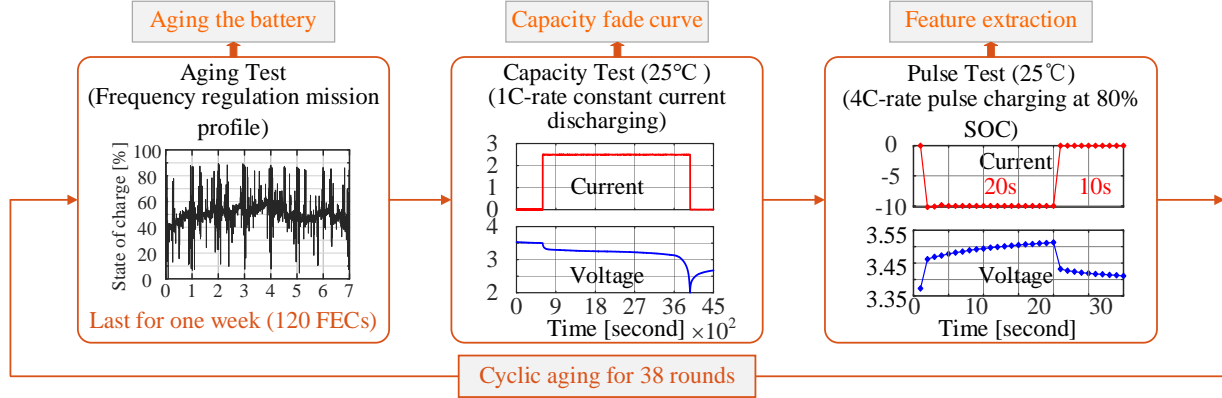 Aging the battery
Capacity fade curve
Feature extraction
Aging Test
(Frequency regulation mission
profile)
State of charge [%]
100
80
60
40
20
0
0 1 2 3 4 5 6 7
Last for one week (120 FECs)
Capacity Test (25℃ )
(1C-rate constant current
discharging)
3
2
1
0
Current
4
3
2
Voltage
0 9 18 27 36 45
Time [second] ×10²
Pulse Test (25℃)
(4C-rate pulse charging at 80%
SOC)
0
-5
-10
Current
20s
10s
3.55
3.45
3.35
Voltage
0 10 20 30
Time [second]
Cyclic aging for 38 rounds